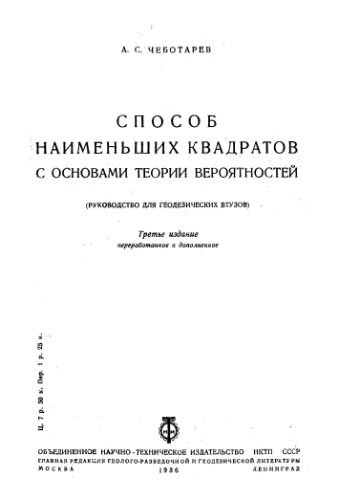 А. С. ЧЕБОТАРЕВ
СПОСОБ
НАИМЕНЬШИХ КВАДРАТОВ
С ОСНОВАМИ ТЕОРИИ ВЕРОЯТНОСТЕЙ
(РУКОВОДСТВО ДЛЯ ГЕОДЕЗИЧЕСКИХ ВТУЗОВ)
Третье издание
переработанное и дополненное
Ц. 7 р. 50 к. Пер. 1 р. 25 к.
ОБЪЕДИНЕННОЕ НАУЧНО-ТЕХНИЧЕСКОЕ ИЗДАТЕЛЬСТВО НКТП СССР
ГЛАВНАЯ РЕДАКЦИЯ ГЕОЛОГО-РАЗВЕДОЧНОЙ И ГЕОДЕЗИЧЕСКОЙ ЛИТЕРАТУРЫ
МОСКВА 1936 ЛЕНИНГРАД